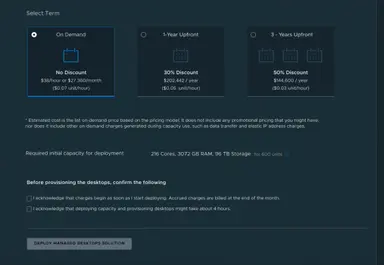 Select Term
On Demand
1-Year Upfront
3 - Years Upfront
No Discount
30% Discount
50% Discount
$38/hour or $27,360/month
$202,442 / year
$144,600 / year
($0.07 unit/hour)
($0.05 unit/hour)
($0.03 unit/hour)
* Estimated cost is the list on-demand price based on the pricing model. It does not include any promotional pricing that you might have,
nor does it include other on-demand charges generated during capacity use, such as data transfer and elastic IP address charges.
Required initial capacity for deployment:
216 Cores, 3072 GB RAM, 96 TB Storage
Before provisioning the desktops, confirm the following
I acknowledge that charges begin as soon as I start deploying. Accrued charges are billed at the end of the month.
I acknowledge that deploying capacity and provisioning desktops might take about 4 hours.
DEPLOY MANAGED DESKTOPS SOLUTION